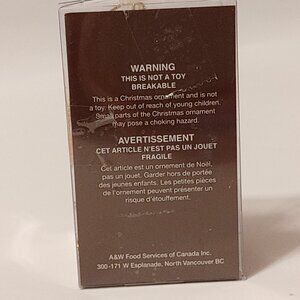 WARNING
THIS IS NOT A TOY
BREAKABLE
This is a Christmas ornament and is not
a toy. Keep out of reach of young children.
Small parts of the Christmas ornament
may pose a choking hazard.
AVERTISSEMENT
CET ARTICLE N'EST PAS UN JOUET
FRAGILE
Cet article est un ornement de Noël,
pas un jouet. Garder hors de portée
des jeunes enfants. Les petites pièces
de l'ornement peuvent présenter un
risque d'étouffement.
A&W Food Services of Canada Inc.
300-171 W Esplanade, North Vancouver BC